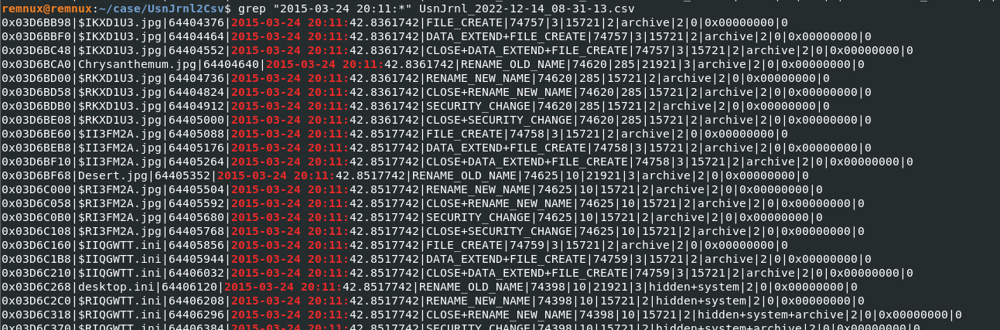 remnux@remnux:~/case/UsnJrnl2Csv$ grep "2015-03-24 20:11:*" UsnJrnl_2022-12-14_08-31-13.csv
0x03D6BB98|$IKXD1U3.jpg|64404376|2015-03-24 20:11:42.8361742|FILE_CREATE|74757|3|15721|2|archive|2|0|0x00000000|0
0x03D6BBF0|$IKXD1U3.jpg|64404464|2015-03-24 20:11:42.8361742|DATA_EXTEND+FILE_CREATE|74757|3|15721|2|archive|2|0|0x00000000|0
0x03D6BC48|$IKXD1U3.jpg|64404552|2015-03-24 20:11:42.8361742|CLOSE+DATA_EXTEND+FILE_CREATE|74757|3|15721|2|archive|2|0|0x00000000|0
0x03D6BCA0|Chrysanthemum.jpg|64404640|2015-03-24 20:11:42.8361742|RENAME_OLD_NAME|74620|285|21921|3|archive|2|0|0x00000000|0
0x03D6BD00|$RKXD1U3.jpg|64404736|2015-03-24 20:11:42.8361742|RENAME_NEW_NAME|74620|285|15721|2|archive|2|0|0x00000000|0
0x03D6BD58|$RKXD1U3.jpg|64404824|2015-03-24 20:11:42.8361742|CLOSE+RENAME_NEW_NAME|74620|285|15721|2|archive|2|0|0x00000000|0
0x03D6BDB0|$RKXD1U3.jpg|64404912|2015-03-24 20:11:42.8361742|SECURITY_CHANGE|74620|285|15721|2|archive|2|0|0x00000000|0
0x03D6BE08|$RKXD1U3.jpg|64405000|2015-03-24 20:11:42.8361742|CLOSE+SECURITY_CHANGE|74620|285|15721|2|archive|2|0|0x00000000|0
0x03D6BE60|$II3FM2A.jpg|64405088|2015-03-24 20:11:42.8517742|FILE_CREATE|74758|3|15721|2|archive|2|0|0x00000000|0
0x03D6BEB8|$II3FM2A.jpg|64405176|2015-03-24 20:11:42.8517742|DATA_EXTEND+FILE_CREATE|74758|3|15721|2|archive|2|0|0x00000000|0
0x03D6BF10|$II3FM2A.jpg|64405264|2015-03-24 20:11:42.8517742|CLOSE+DATA_EXTEND+FILE_CREATE|74758|3|15721|2|archive|2|0|0x00000000|0
0x03D6BF68|Desert.jpg|64405352|2015-03-24 20:11:42.8517742|RENAME_OLD_NAME|74625|10|21921|3|archive|2|0|0x00000000|0
0x03D6C000|$RI3FM2A.jpg|64405504|2015-03-24 20:11:42.8517742|RENAME_NEW_NAME|74625|10|15721|2|archive|2|0|0x00000000|0
0x03D6C058|$RI3FM2A.jpg|64405592|2015-03-24 20:11:42.8517742|CLOSE+RENAME_NEW_NAME|74625|10|15721|2|archive|2|0|0x00000000|0
0x03D6C0B0|$RI3FM2A.jpg|64405680|2015-03-24 20:11:42.8517742|SECURITY_CHANGE|74625|10|15721|2|archive|2|0|0x00000000|0
0x03D6C108|$RI3FM2A.jpg|64405768|2015-03-24 20:11:42.8517742|CLOSE+SECURITY_CHANGE|74625|10|15721|2|archive|2|0|0x00000000|0
0x03D6C160|$IIQGWTT.ini|64405856|2015-03-24 20:11:42.8517742|FILE_CREATE|74759|3|15721|2|archive|2|0|0x00000000|0
0x03D6C1B8|$IIQGWTT.ini|64405944|2015-03-24 20:11:42.8517742|DATA_EXTEND+FILE_CREATE|74759|3|15721|2|archive|2|0|0x00000000|0
0x03D6C210|$IIQGWTT.ini|64406032|2015-03-24 20:11:42.8517742|CLOSE+DATA_EXTEND+FILE_CREATE|74759|3|15721|2|archive|2|0|0x00000000|0
0x03D6C268|desktop.ini|64406120|2015-03-24 20:11:42.8517742|RENAME_OLD_NAME|74398|10|21921|3|hidden+system|2|0|0x00000000|0
0x03D6C2C0|$RIQGWTT.ini|64406208|2015-03-24 20:11:42.8517742|RENAME_NEW_NAME|74398|10|15721|2|hidden+system|2|0|0x00000000|0
0x03D6C318|$RIQGWTT.ini|64406296|2015-03-24 20:11:42.8517742|CLOSE+RENAME_NEW_NAME|74398|10|15721|2|hidden+system+archive|2|0|0x00000000|0
0x03D6C370|$RIQGWTT.ini|64406384|2015-03-24 20:11:42.8517742|SECURITY_CHANGE|74398|10|15721|2|hidden+system+archive|2|0|0x00000000|0